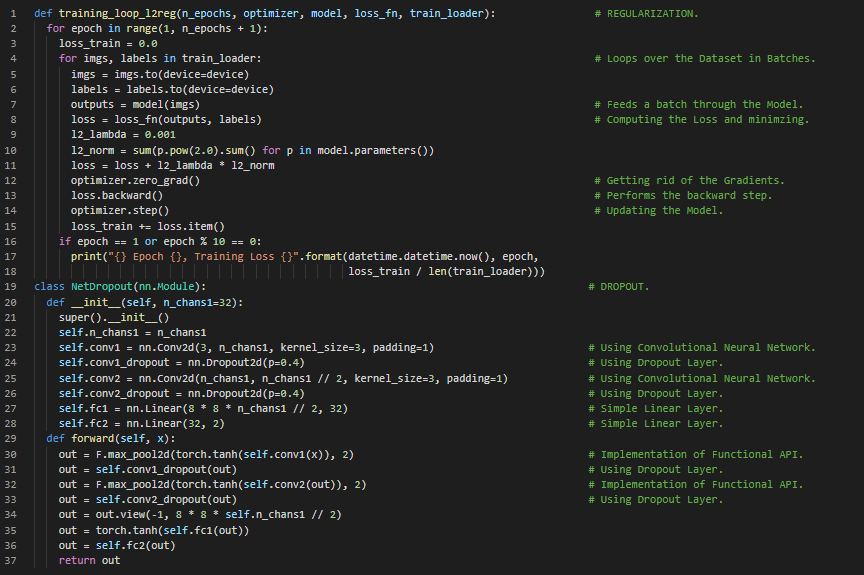 1 def training_loop_l2reg(n_epochs, optimizer, model, loss_fn, train_loader): # REGULARIZATION.
2 for epoch in range(1, n_epochs + 1):
3 loss_train = 0.0
4 for imgs, labels in train_loader: # Loops over the Dataset in Batches.
5 imgs = imgs.to(device=device)
6 labels = labels.to(device=device)
7 outputs = model(imgs) # Feeds a batch through the Model.
8 loss = loss_fn(outputs, labels) # Computing the Loss and minimzing.
9 l2_lambda = 0.001
10 l2_norm = sum(p.pow(2.0).sum() for p in model.parameters())
11 loss = loss + l2_lambda * l2_norm
12 optimizer.zero_grad() # Getting rid of the Gradients.
13 loss.backward() # Performs the backward step.
14 optimizer.step() # Updating the Model.
15 loss_train += loss.item()
16 if epoch == 1 or epoch % 10 == 0:
17 print("{} Epoch {}, Training Loss {}".format(datetime.datetime.now(), epoch,
18 loss_train / len(train_loader)))
19 class NetDropout(nn.Module): # DROPOUT.
20 def __init__(self, n_chans1=32):
21 super().__init__()
22 self.n_chans1 = n_chans1
23 self.conv1 = nn.Conv2d(3, n_chans1, kernel_size=3, padding=1) # Using Convolutional Neural Network.
24 self.conv1_dropout = nn.Dropout2d(p=0.4) # Using Dropout Layer.
25 self.conv2 = nn.Conv2d(n_chans1, n_chans1 // 2, kernel_size=3, padding=1) # Using Convolutional Neural Network.
26 self.conv2_dropout = nn.Dropout2d(p=0.4) # Using Dropout Layer.
27 self.fc1 = nn.Linear(8 * 8 * n_chans1 // 2, 32) # Simple Linear Layer.
28 self.fc2 = nn.Linear(32, 2) # Simple Linear Layer.
29 def forward(self, x):
30 out = F.max_pool2d(torch.tanh(self.conv1(x)), 2) # Implementation of Functional API.
31 out = self.conv1_dropout(out) # Using Dropout Layer.
32 out = F.max_pool2d(torch.tanh(self.conv2(out)), 2) # Implementation of Functional API.
33 out = self.conv2_dropout(out) # Using Dropout Layer.
34 out = out.view(-1, 8 * 8 * self.n_chans1 // 2)
35 out = torch.tanh(self.fc1(out))
36 out = self.fc2(out)
37 return out